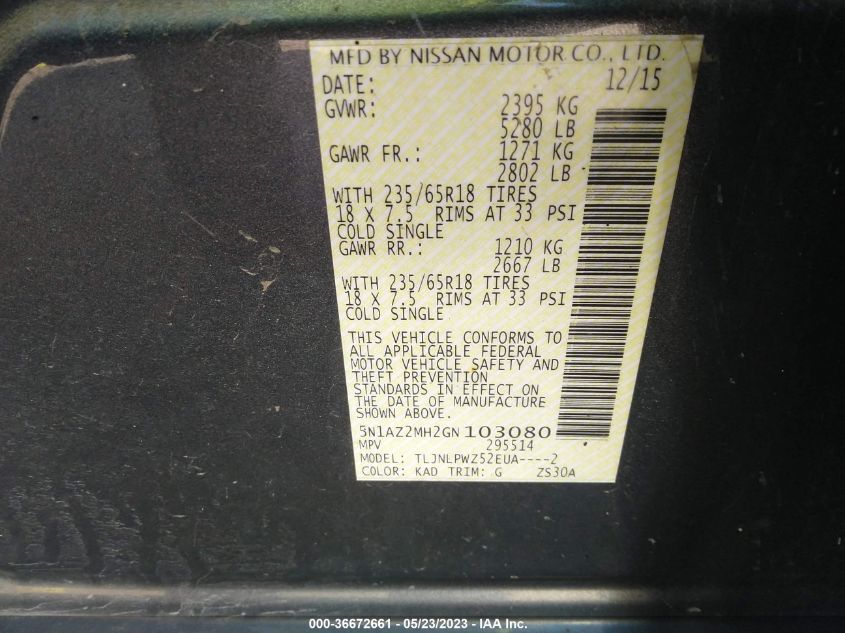 MFD BY NISSAN MOTOR CO., LTD.
DATE: 12/15
GVWR: 2395 KG
5280 LB
GAWR FR.: 1271 KG
2802 LB
WITH 235/65R18 TIRES
18 X 7.5 RIMS AT 33 PSI
COLD SINGLE
GAWR RR.: 1210 KG
2667 LB
WITH 235/65R18 TIRES
18 X 7.5 RIMS AT 33 PSI
COLD SINGLE
THIS VEHICLE CONFORMS TO
ALL APPLICABLE FEDERAL
MOTOR VEHICLE SAFETY AND
THEFT PREVENTION
STANDARDS IN EFFECT ON
THE DATE OF MANUFACTURE
SHOWN ABOVE.
5N1AZ2MH2GN103080
MPV 295514
MODEL: TLJNLPWZ52EUA----2
COLOR: KAD TRIM: G ZS30A
000-36672661 - 05/23/2023 - IAA Inc.